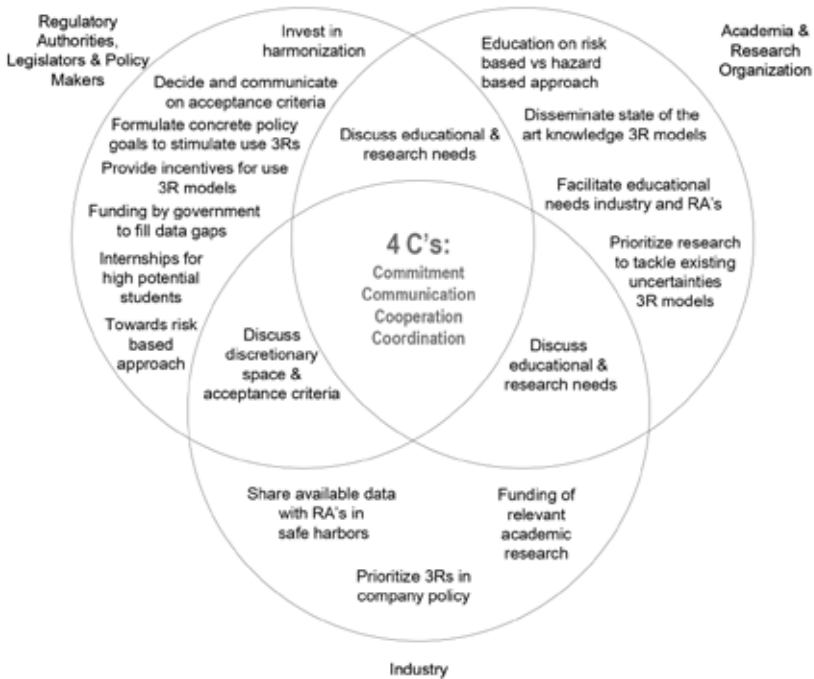 Regulatory
Authorities,
Legislators & Policy
Makers
Invest in
harmonization
Decide and communicate
on acceptance criteria
Formulate concrete policy
goals to stimulate use 3Rs
Provide incentives for use
3R models
Funding by government
to fill data gaps
Internships for
high potential
students
Towards risk
based
approach
Discuss educational &
research needs
Education on risk
based vs hazard
based approach
Academia &
Research
Organization
Disseminate state of the
art knowledge 3R models
Facilitate educational
needs industry and RA's
Prioritize research
to tackle existing
uncertainties
3R models
4 C's:
Commitment
Communication
Cooperation
Coordination
Discuss
discretionary
space &
acceptance criteria
Discuss
educational &
research needs
Share available data
with RA's in
safe harbors
Funding of
relevant
academic
research
Prioritize 3Rs in
company policy
Industry